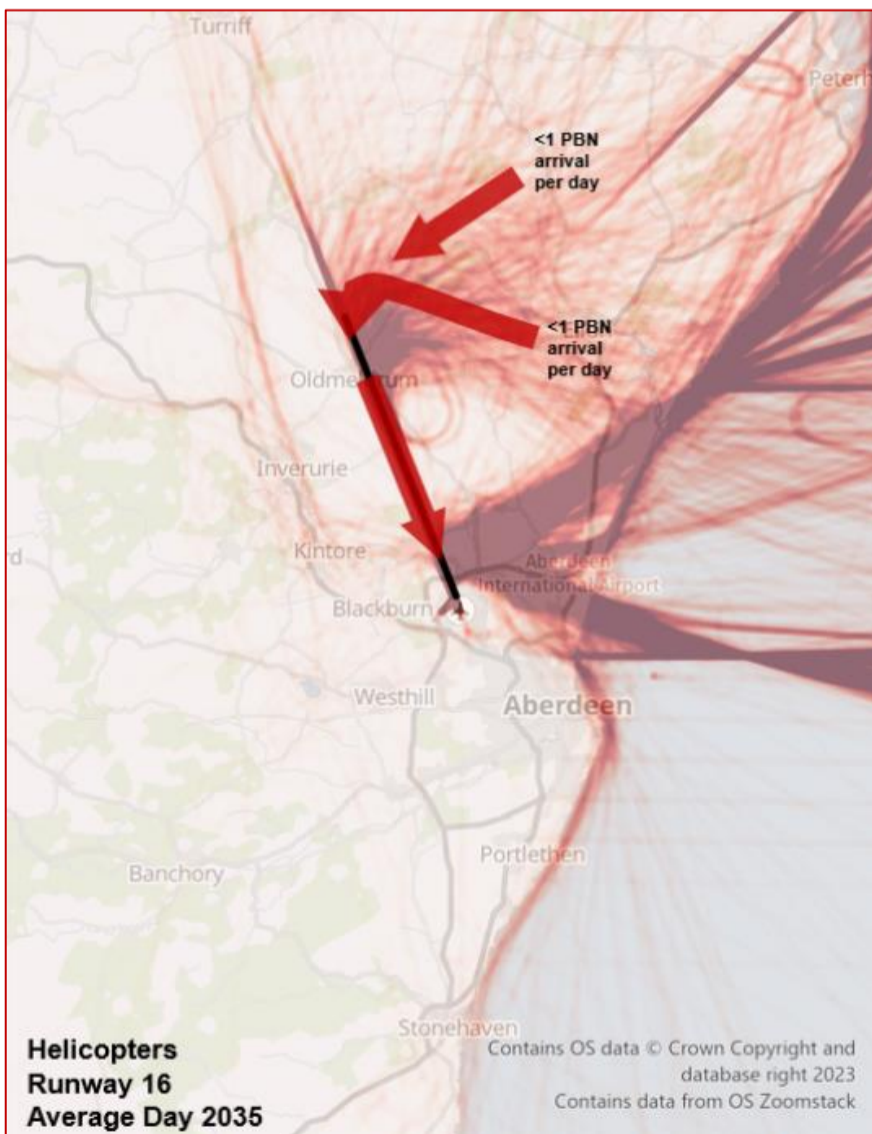 Turriff
Peterh
<1 PBN
arrival
per day
<1 PBN
arrival
per day
Oldmeldrum
Inverurie
Kintore
Aberdeen
International Airport
Blackburn
Westhill
Aberdeen
Banchory
Portlethen
Stonehaven
Helicopters
Runway 16
Average Day 2035
Contains OS data © Crown Copyright and
database right 2023
Contains data from OS Zoomstack